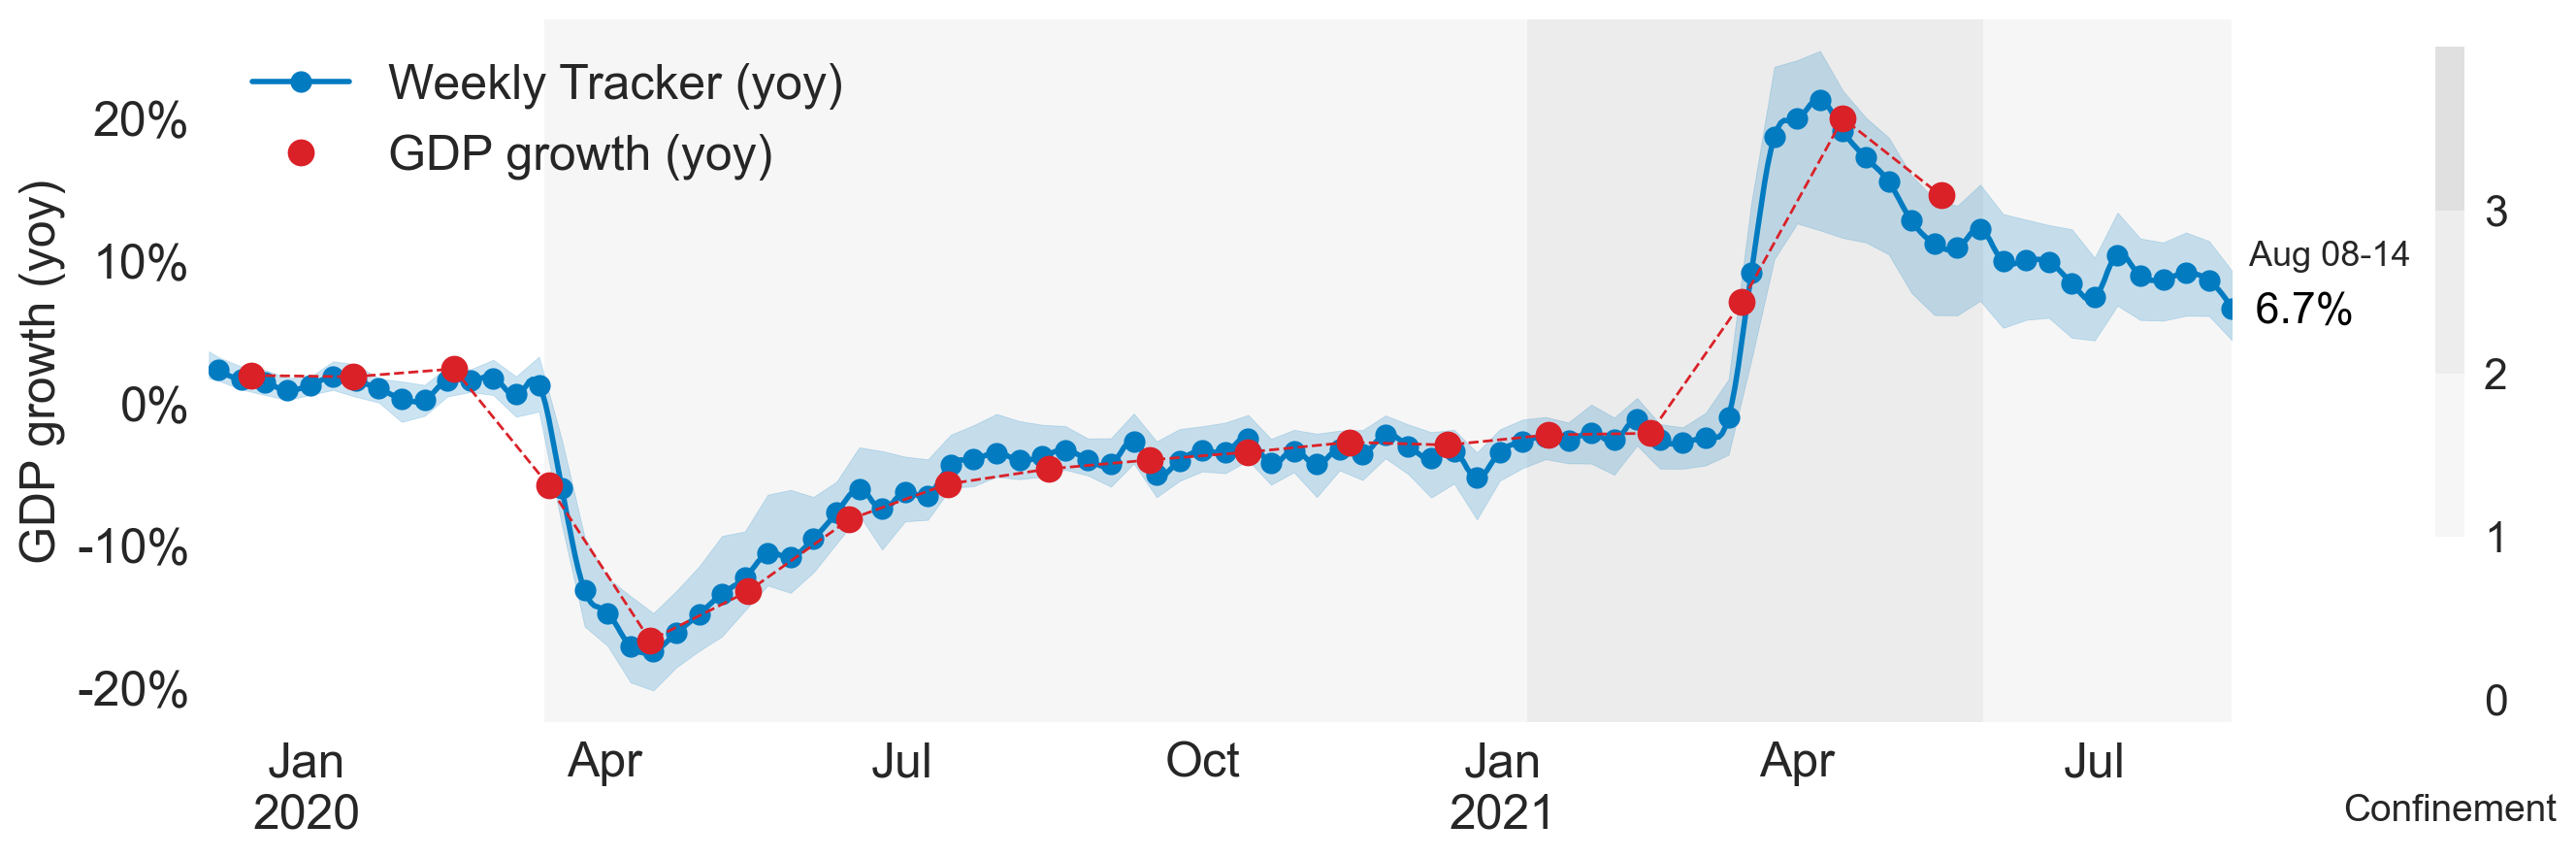 Weekly Tracker (yoy)
GDP growth (yoy)
GDP growth (yoy)
20%
10%
0%
-10%
-20%
Jan
2020
Apr
Jul
Oct
Jan
2021
Apr
Jul
Aug 08-14
6.7%
3
2
1
0
Confinement